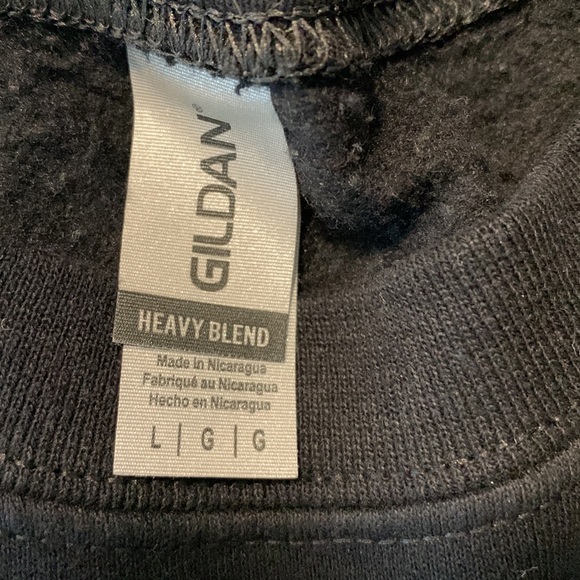 GILDAN®
HEAVY BLEND
Made in Nicaragua
Fabriqué au Nicaragua
Hecho en Nicaragua
L | G | G